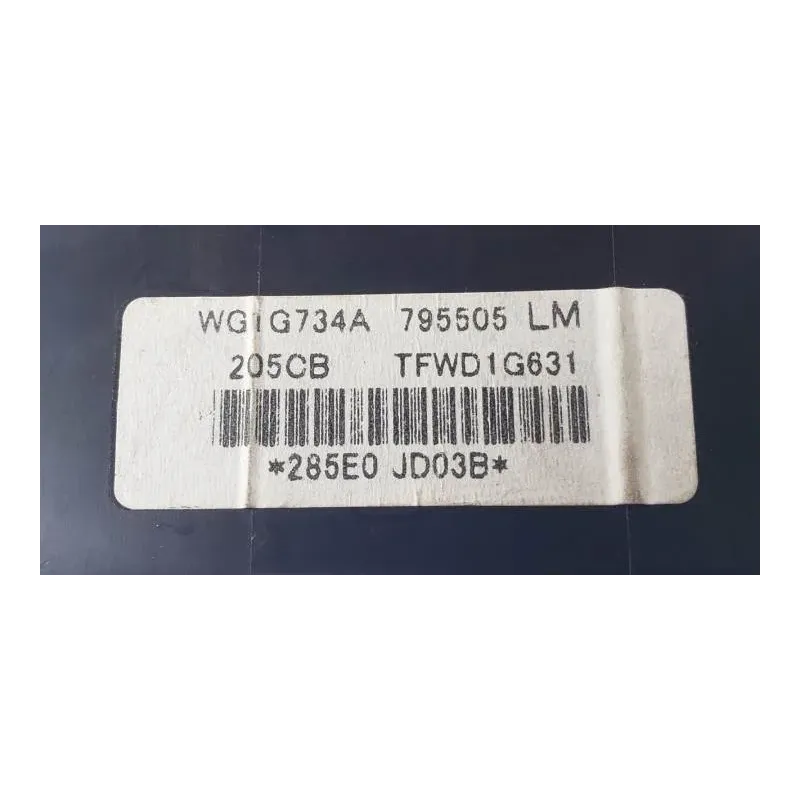 WG1G734A 795505 LM
205CB TFWD1G631
*285E0 JD03B*